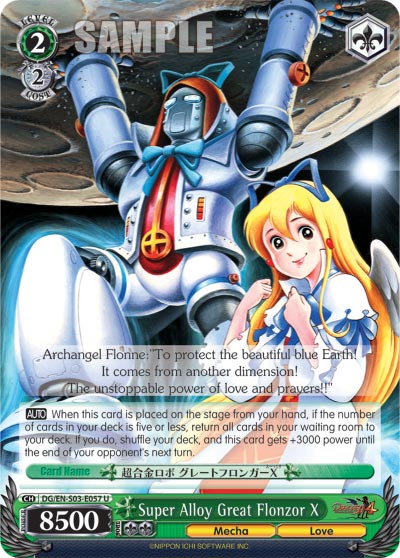 LEVEL
2
SAMPLE
2
COST
Archangel Flonne:"To protect the beautiful blue Earth!
It comes from another dimension!
The unstoppable power of love and prayers!!"
AUTO When this card is placed on the stage from your hand, if the number
of cards in your deck is five or less, return all cards in your waiting room
to your deck. If you do, shuffle your deck, and this card gets +3000 power until
the end of your opponent's next turn.
Card Name 超合金ロボ グレートフロンガーX
CH DG/EN-S03-E057 U
POWER 8500 SOUL
Super Alloy Great Flonzor X
Disgaea 4
Mecha Love
©NIPPON ICHI SOFTWARE INC.